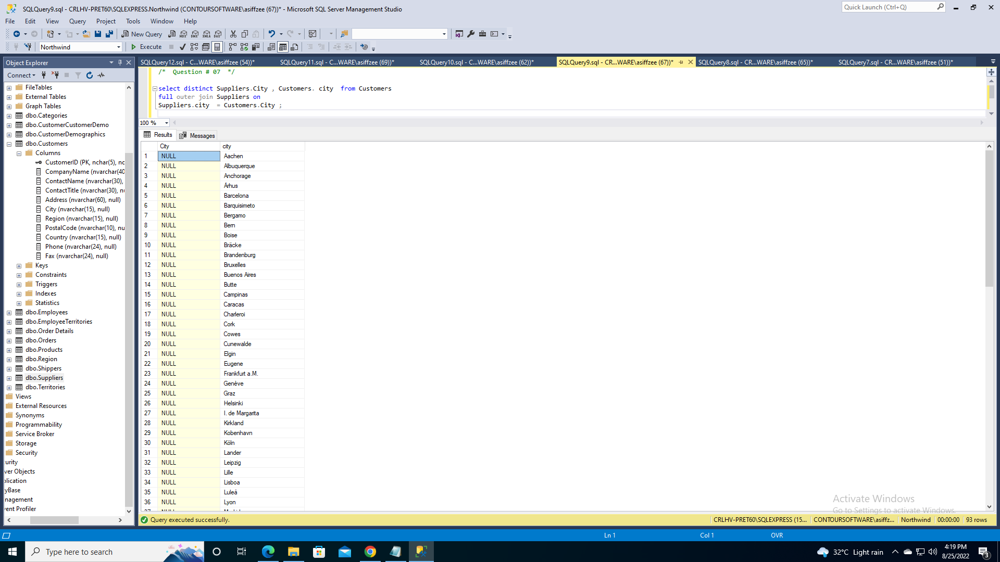 SQLQuery9.sql - CRLHV-PRET60\SQLEXPRESS.Northwind (CONTOURSOFTWARE\asiffzee (67))* - Microsoft SQL Server Management Studio
Quick Launch (Ctrl+Q)
File Edit View Query Project Tools Window Help
New Query
MDX DMX XMLA DAX
Northwind
Execute
Object Explorer
SQLQuery12.sql - C...WARE\asiffzee (54))*
SQLQuery11.sql - C...WARE\asiffzee (69))*
SQLQuery10.sql - C...WARE\asiffzee (62))*
SQLQuery9.sql - CR...WARE\asiffzee (67))*
SQLQuery8.sql - CR...WARE\asiffzee (65))*
SQLQuery7.sql - CR...WARE\asiffzee (51))*
Connect
FileTables
External Tables
Graph Tables
dbo.Categories
dbo.CustomerCustomerDemo
dbo.CustomerDemographics
dbo.Customers
Columns
CustomerID (PK, nchar(5), nc
CompanyName (nvarchar(40
ContactName (nvarchar(30),
ContactTitle (nvarchar(30), nu
Address (nvarchar(60), null)
City (nvarchar(15), null)
Region (nvarchar(15), null)
PostalCode (nvarchar(10), nu
Country (nvarchar(15), null)
Phone (nvarchar(24), null)
Fax (nvarchar(24), null)
Keys
Constraints
Triggers
Indexes
Statistics
dbo.Employees
dbo.EmployeeTerritories
dbo.Order Details
dbo.Orders
dbo.Products
dbo.Region
dbo.Shippers
dbo.Suppliers
dbo.Territories
Views
External Resources
Synonyms
Programmability
Service Broker
Storage
Security
urity
ver Objects
lication
yBase
nagement
ent Profiler
/* Question # 07 */
select distinct Suppliers.City , Customers. city from Customers
full outer join Suppliers on
Suppliers.city = Customers.City ;
100 %
Results Messages
City city
1 NULL Aachen
2 NULL Albuquerque
3 NULL Anchorage
4 NULL Århus
5 NULL Barcelona
6 NULL Barquisimeto
7 NULL Bergamo
8 NULL Bern
9 NULL Boise
10 NULL Bräcke
11 NULL Brandenburg
12 NULL Bruxelles
13 NULL Buenos Aires
14 NULL Butte
15 NULL Campinas
16 NULL Caracas
17 NULL Charleroi
18 NULL Cork
19 NULL Cowes
20 NULL Cunewalde
21 NULL Elgin
22 NULL Eugene
23 NULL Frankfurt a.M.
24 NULL Genève
25 NULL Graz
26 NULL Helsinki
27 NULL I. de Margarita
28 NULL Kirkland
29 NULL Kobenhavn
30 NULL Köln
31 NULL Lander
32 NULL Leipzig
33 NULL Lille
34 NULL Lisboa
35 NULL Luleå
36 NULL Lyon
Activate Windows
Go to Settings to activate Windows.
Query executed successfully.
CRLHV-PRET60\SQLEXPRESS (15... CONTOURSOFTWARE\asiffz... Northwind 00:00:00 93 rows
Ln 1 Col 1 OVR
Type here to search
32°C Light rain
4:19 PM
8/25/2022
3